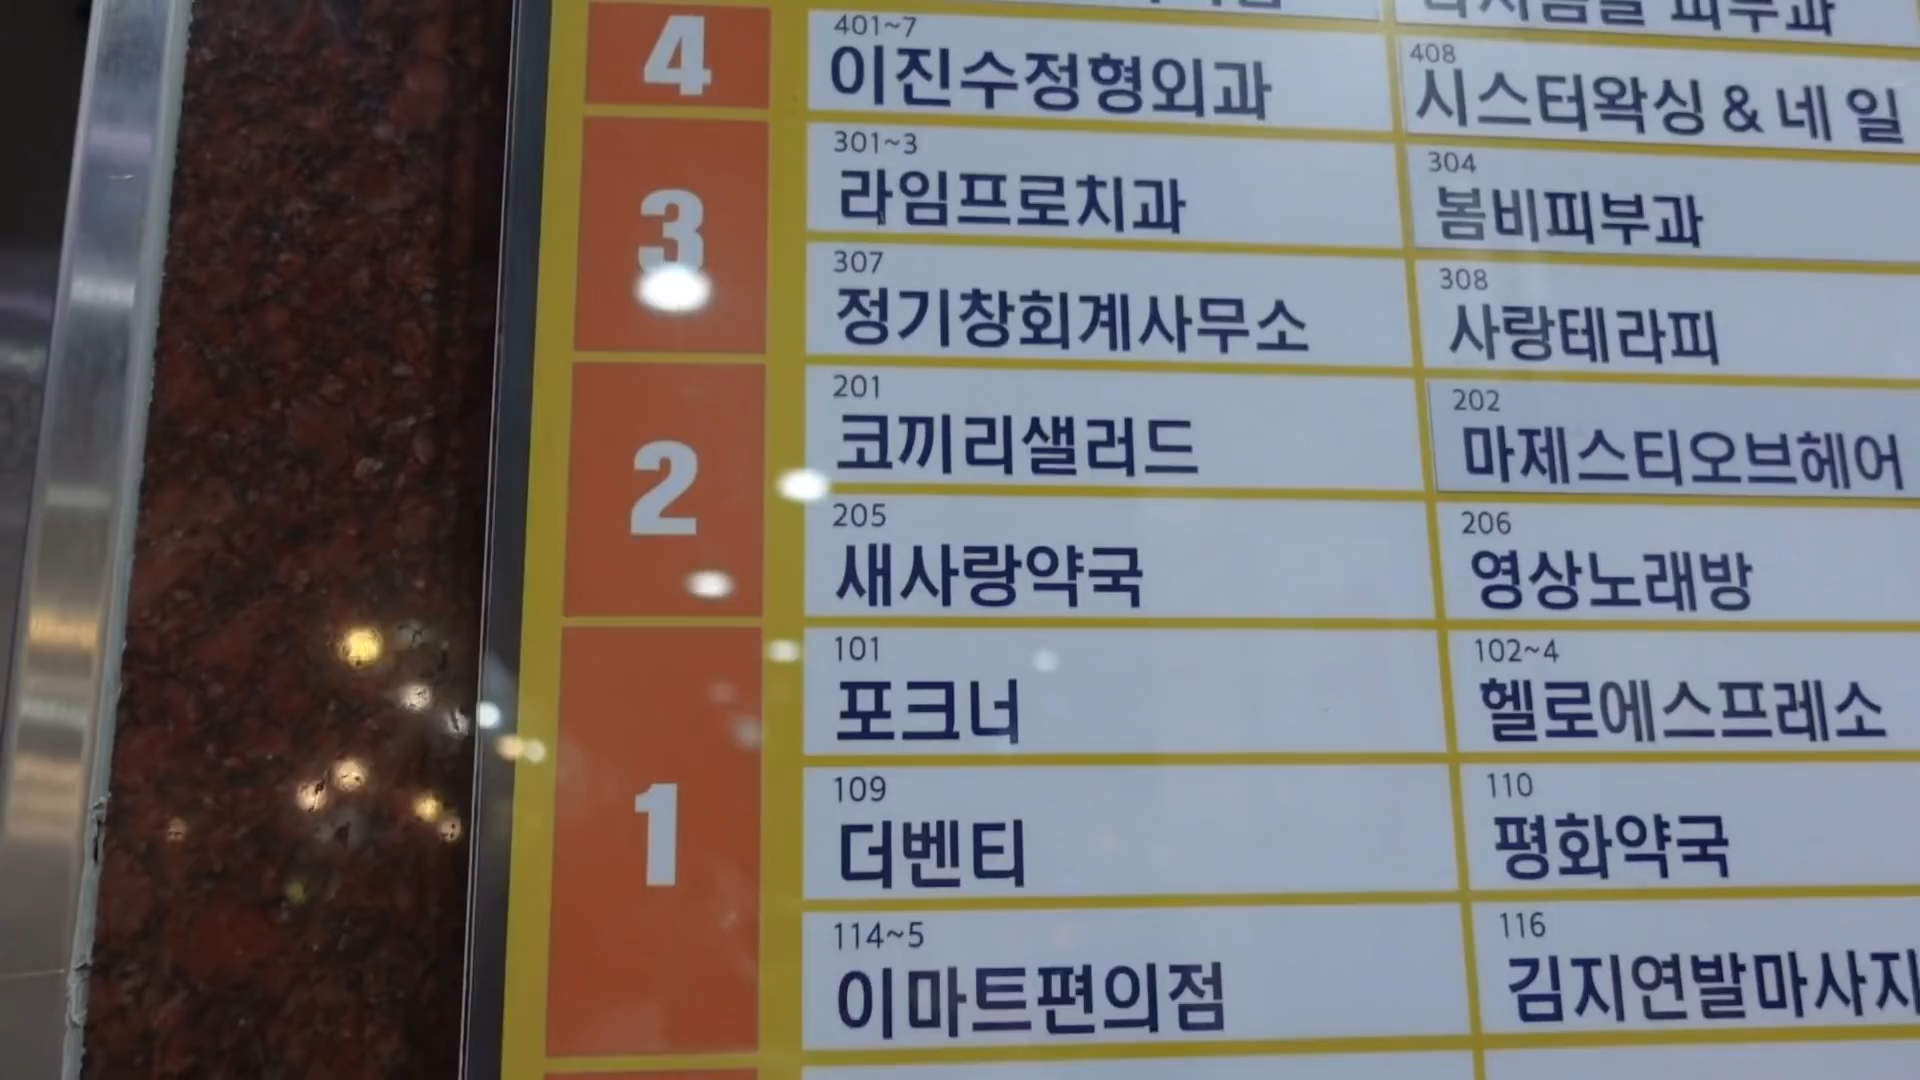 4
401~7
이진수정형외과
408
시스터왁싱 & 네일
3
301~3
라임프로치과
304
봄비피부과
307
정기창회계사무소
308
사랑테라피
2
201
코끼리샐러드
202
마제스티오브헤어
205
새사랑약국
206
영상노래방
1
101
포크너
102~4
헬로에스프레소
109
더벤티
110
평화약국
114~5
이마트편의점
116
김지연발마사지